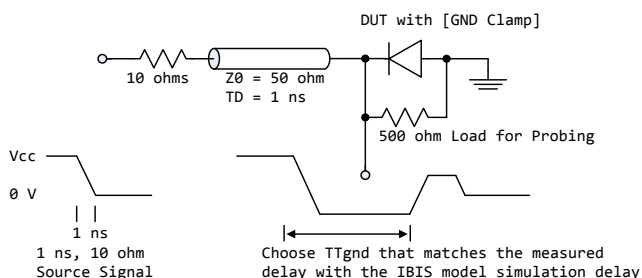 DUT with [GND Clamp]
10 ohms
Z0 = 50 ohm
TD = 1 ns
500 ohm Load for Probing
Vcc
0 V
1 ns
1 ns, 10 ohm
Source Signal
Choose TTgnd that matches the measured
delay with the IBIS model simulation delay